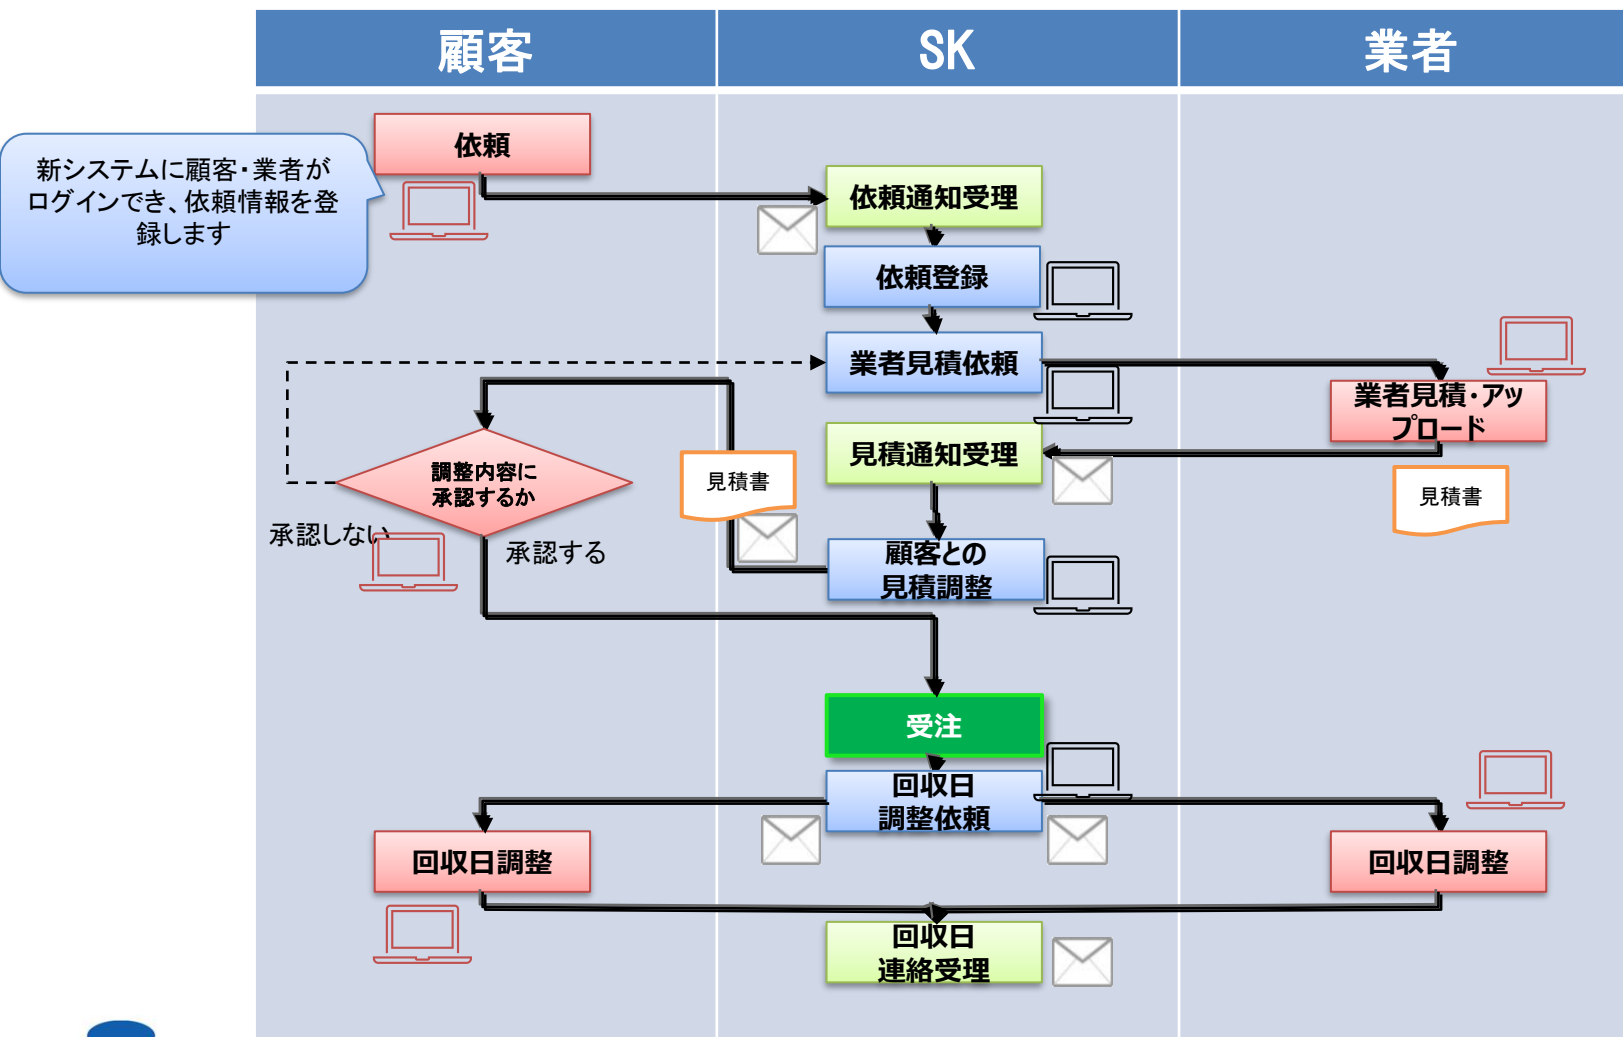 顧客
SK
業者
依頼
新システムに顧客・業者が
ログインでき、依頼情報を登
録します
依頼通知受理
依頼登録
業者見積依頼
業者見積・アッ
プロード
見積通知受理
調整内容に
承認するか
見積書
見積書
承認しない
承認する
顧客との
見積調整
受注
回収日
調整依頼
回収日調整
回収日調整
回収日
連絡受理